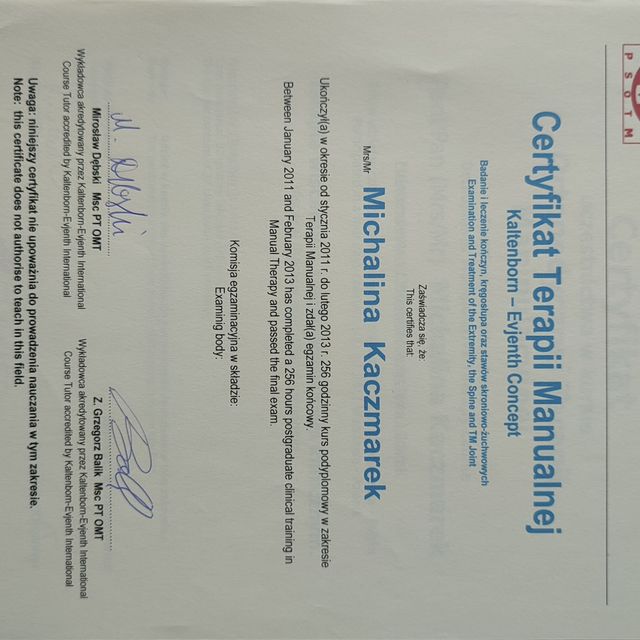 PSOTM
Certyfikat Terapii Manualnej
Kaltenborn – Evjenth Concept
Badanie i leczenie kończyn, kręgosłupa oraz stawów skroniowo-żuchwowych
Examination and Treatment of the Extremity, the Spine and TM Joint
Zaświadcza się, że:
This certifies that:
Mrs/Mr Michalina Kaczmarek
Ukończył(a) w okresie od stycznia 2011 r. do lutego 2013 r. 256 godzinny kurs podyplomowy w zakresie
Terapii Manualnej i zdał(a) egzamin końcowy.
Between January 2011 and February 2013 has completed a 256 hours postgraduate clinical training in
Manual Therapy and passed the final exam.
Komisja egzaminacyjna w składzie:
Examining body:
Mirosław Dębski Msc PT OMT
Wykładowca akredytowany przez Kaltenborn-Evjenth International
Course Tutor accredited by Kaltenborn-Evjenth International
Z. Grzegorz Balik Msc PT OMT
Wykładowca akredytowany przez Kaltenborn-Evjenth International
Course Tutor accredited by Kaltenborn-Evjenth International
Uwaga: niniejszy certyfikat nie upoważnia do prowadzenia nauczania w tym zakresie.
Note: this certificate does not authorise to teach in this field.